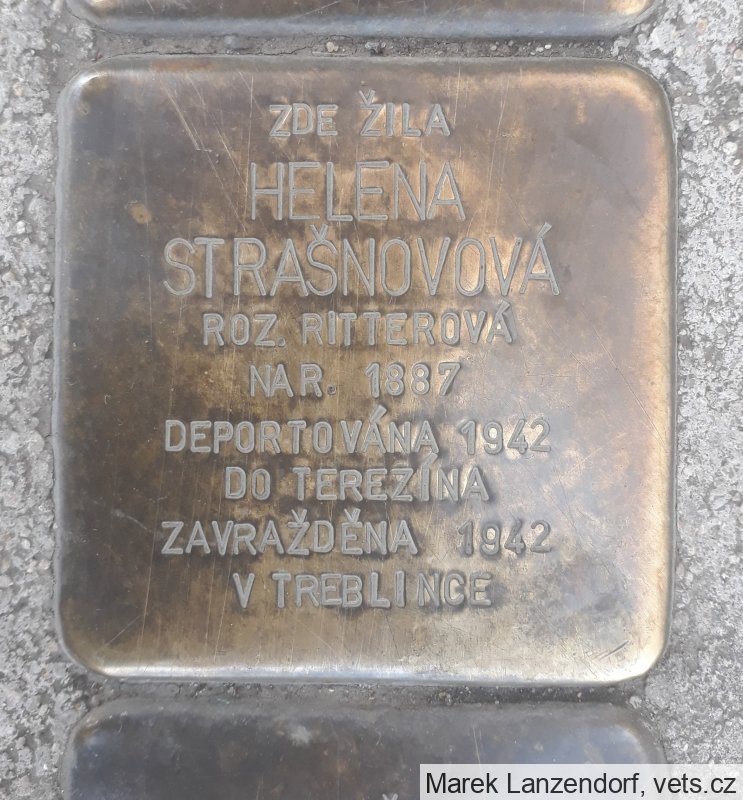 ZDE ŽILA
HELENA
STRAŠNOVOVÁ
ROZ. RITTEROVÁ
NAR. 1887
DEPORTOVÁNA 1942
DO TEREZÍNA
ZAVRAŽDĚNA 1942
V TREBLINCE
Marek Lanzendorf, vets.cz